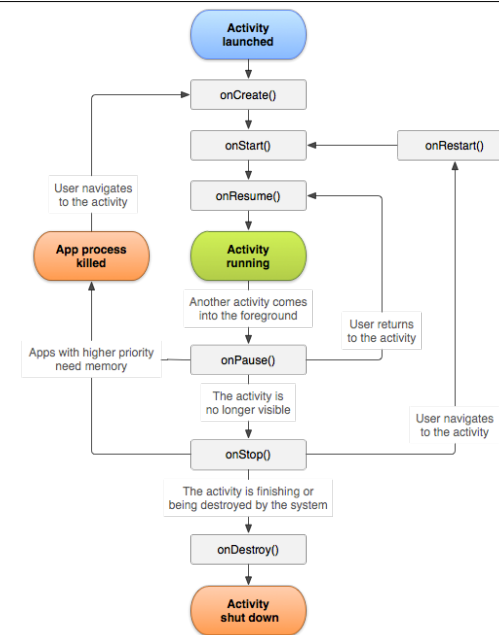 Activity
launched
onCreate()
onStart()
onRestart()
User navigates
to the activity
onResume()
App process
killed
Activity
running
Another activity comes
into the foreground
User returns
to the activity
Apps with higher priority
need memory
onPause()
The activity is
no longer visible
User navigates
to the activity
onStop()
The activity is finishing or
being destroyed by the system
onDestroy()
Activity
shut down